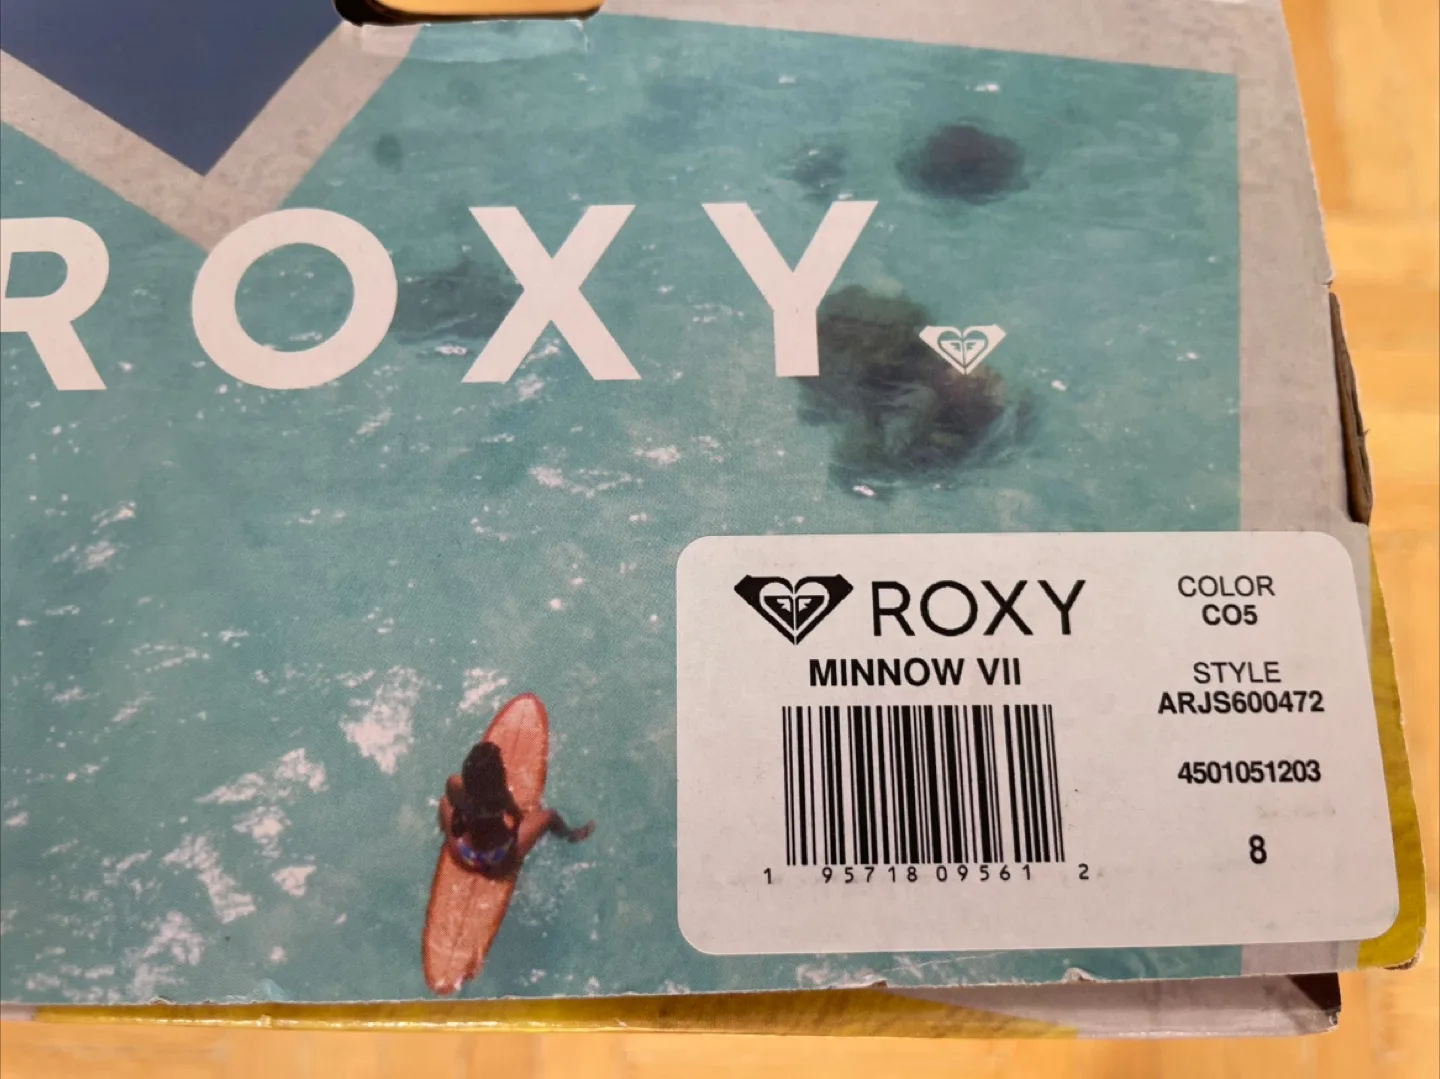 ROXY
ROXY
MINNOW VII
1 95718 09561 2
COLOR
CO5
STYLE
ARJS600472
4501051203
8